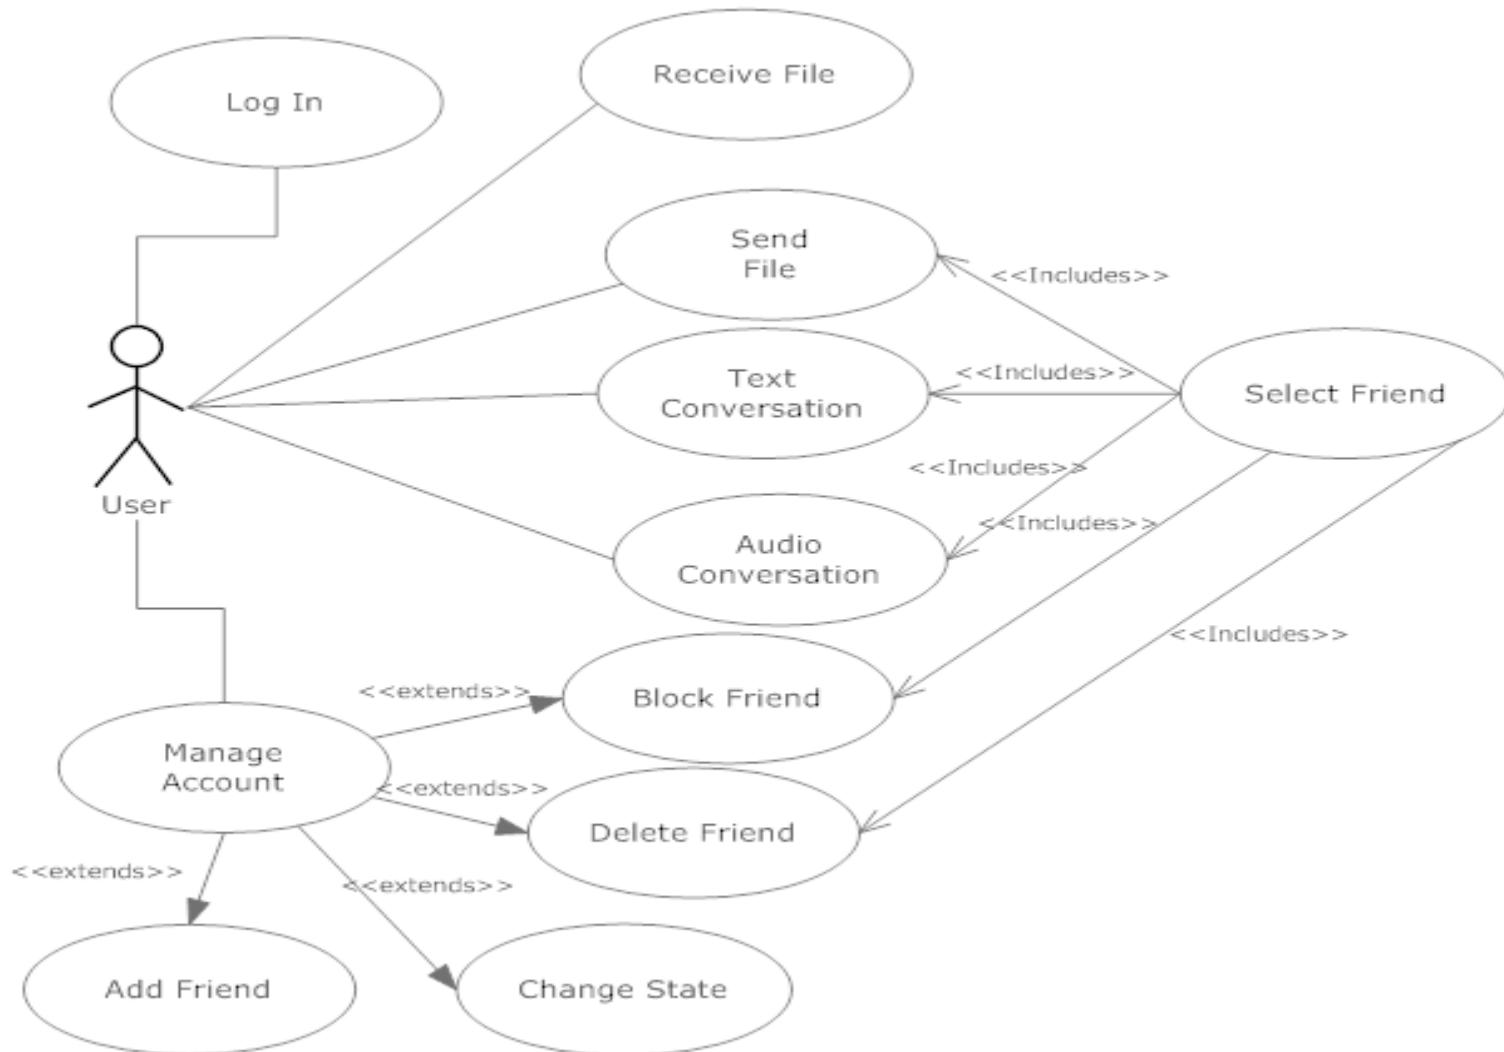 Receive File
Log In
Send
File
<<Includes>>
Text
Conversation
<<Includes>>
Select Friend
<<Includes>>
User
<<Includes>>
Audio
Conversation
<<Includes>>
<<extends>>
Block Friend
Manage
Account
<<extends>>
Delete Friend
<<extends>>
<<extends>>
Add Friend
Change State